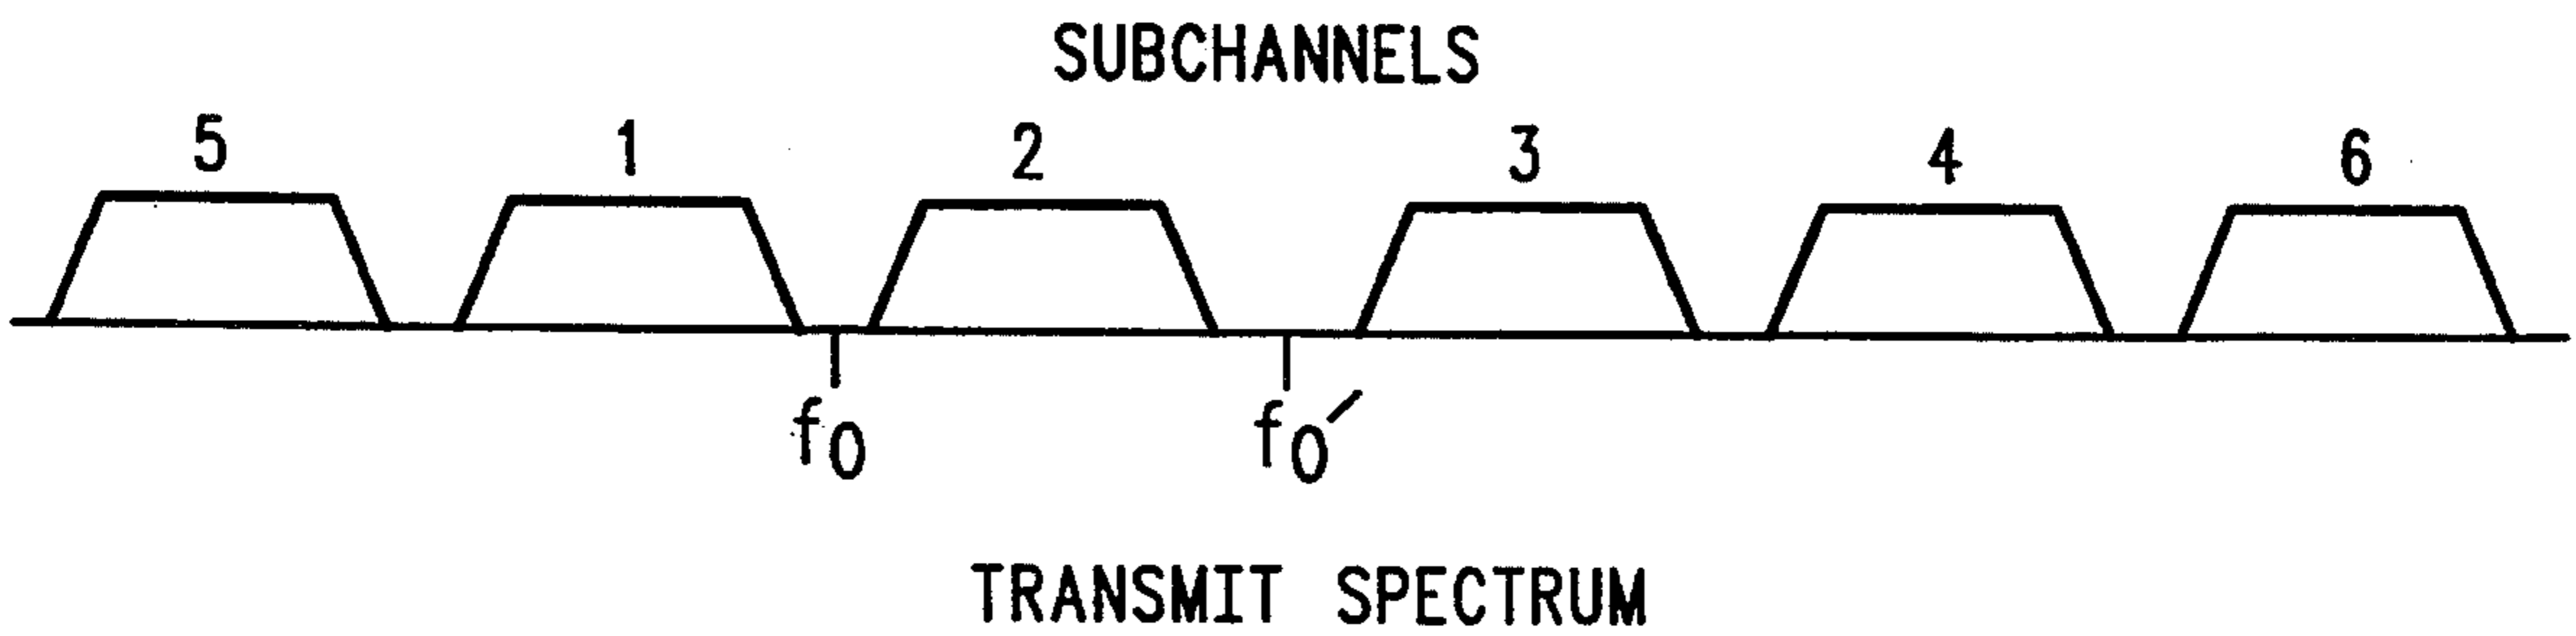 SUBCHANNELS
5 1 2 3 4 6
f0 f0′
TRANSMIT SPECTRUM